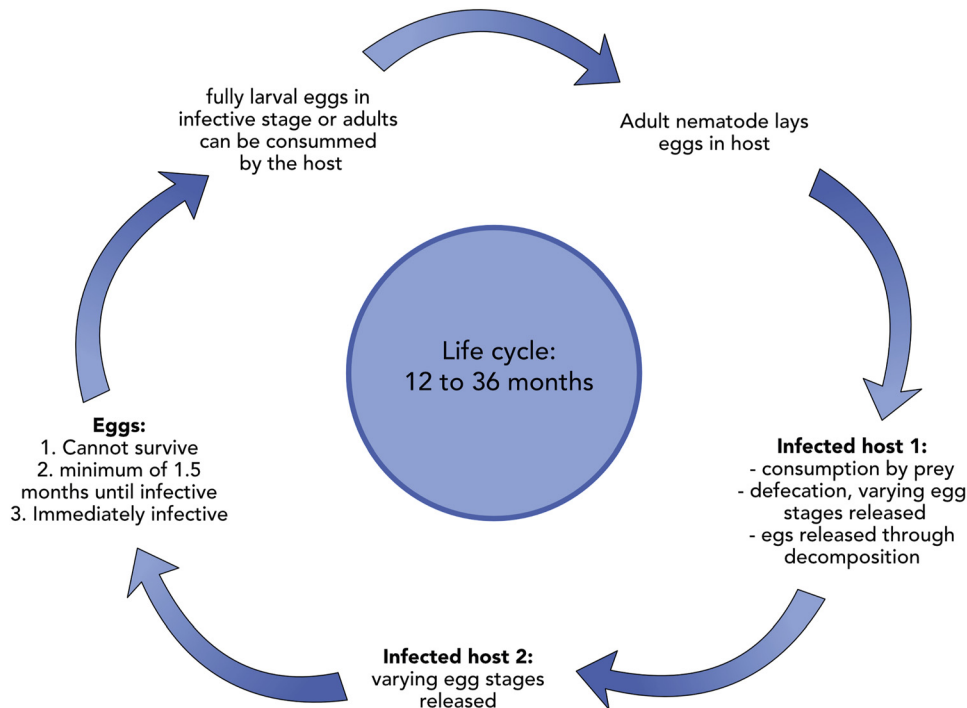 fully larval eggs in
infective stage or adults
can be consummed
by the host
Adult nematode lays
eggs in host
Life cycle:
12 to 36 months
Infected host 1:
- consumption by prey
- defecation, varying egg
stages released
- egs released through
decomposition
Infected host 2:
varying egg stages
released
Eggs:
1. Cannot survive
2. minimum of 1.5
months until infective
3. Immediately infective